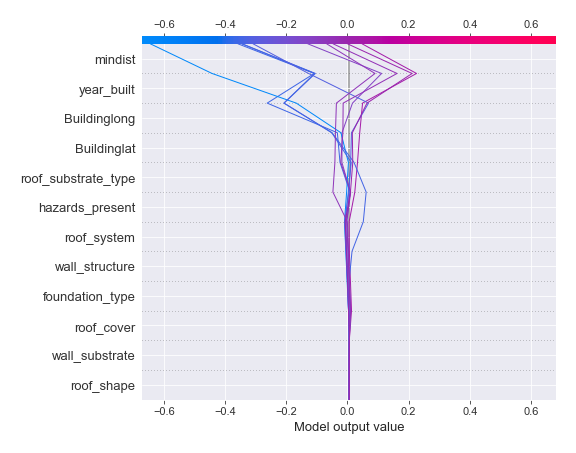 −0.6 −0.4 −0.2 0.0 0.2 0.4 0.6
mindist
year_built
Buildinglong
Buildinglat
roof_substrate_type
hazards_present
roof_system
wall_structure
foundation_type
roof_cover
wall_substrate
roof_shape
−0.6 −0.4 −0.2 0.0 0.2 0.4 0.6
Model output value